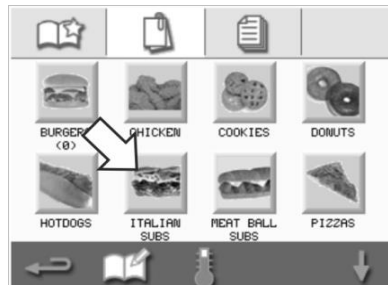 BURGERS CHICKEN COOKIES DONUTS
(0)
HOTDOGS ITALIAN MEAT BALL PIZZAS
SUBS SUBS